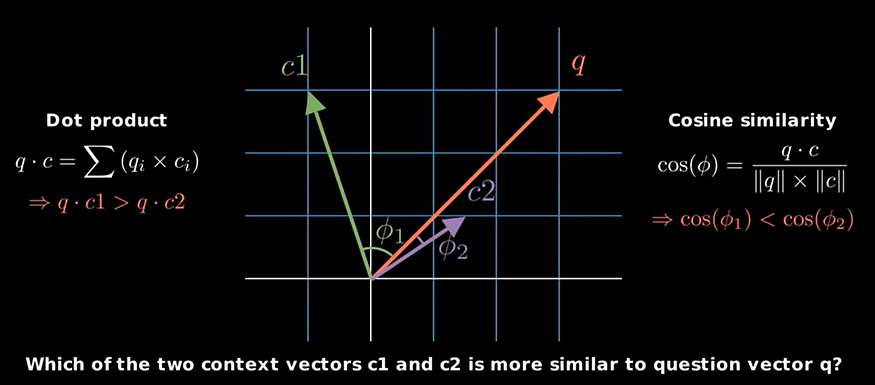 c1
q
Dot product
q · c = ∑ (qᵢ × cᵢ)
⇒ q · c1 > q · c2
c2
ϕ₁
ϕ₂
Cosine similarity
cos(ϕ) = q · c / ‖q‖ × ‖c‖
⇒ cos(ϕ₁) < cos(ϕ₂)
Which of the two context vectors c1 and c2 is more similar to question vector q?